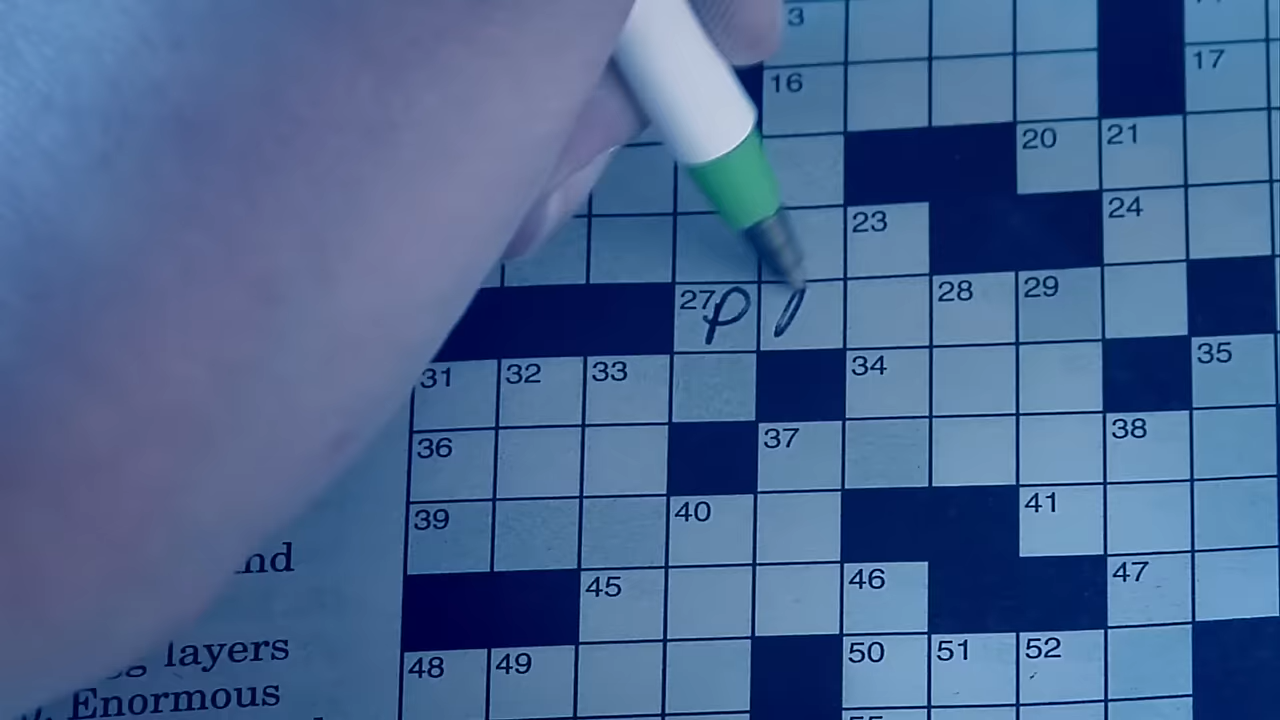 3
16 17
20 21
23 24
27 P 28 29
31 32 33 34 35
36 37 38
39 40 41
45 46 47
48 49 50 51 52
layers
Enormous